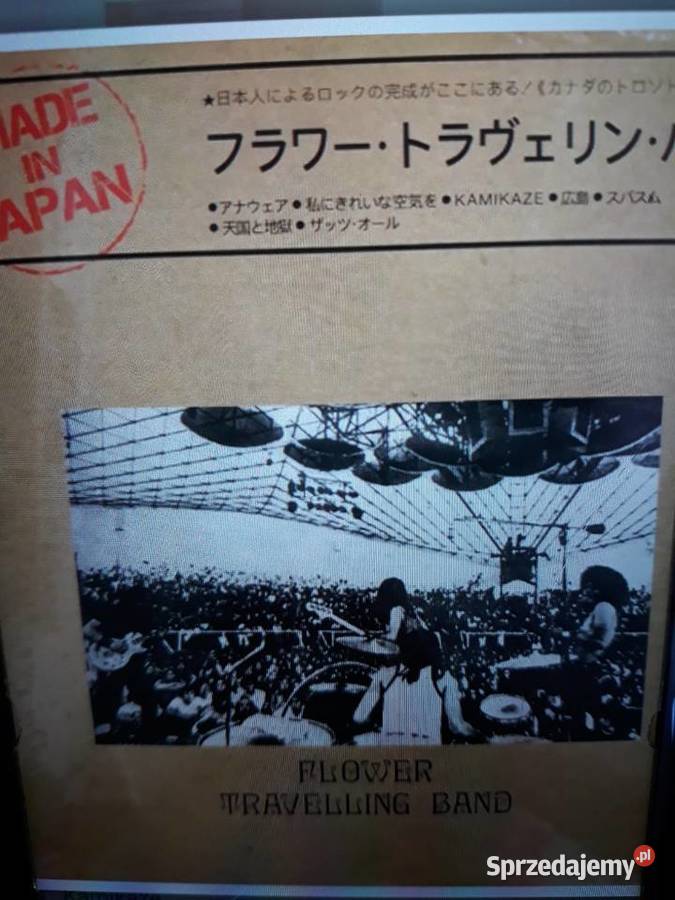 MADE
IN
JAPAN
★日本人によるロックの完成がここにある!《カナダのトロント
フラワー・トラヴェリン・
●アナウェア●私にきれいな空気を●KAMIKAZE●広島●スパスム
●天国と地獄●ザッツ・オール
FLOWER
TRAVELLING BAND
Kamikaze
Sprzedajemy.pl